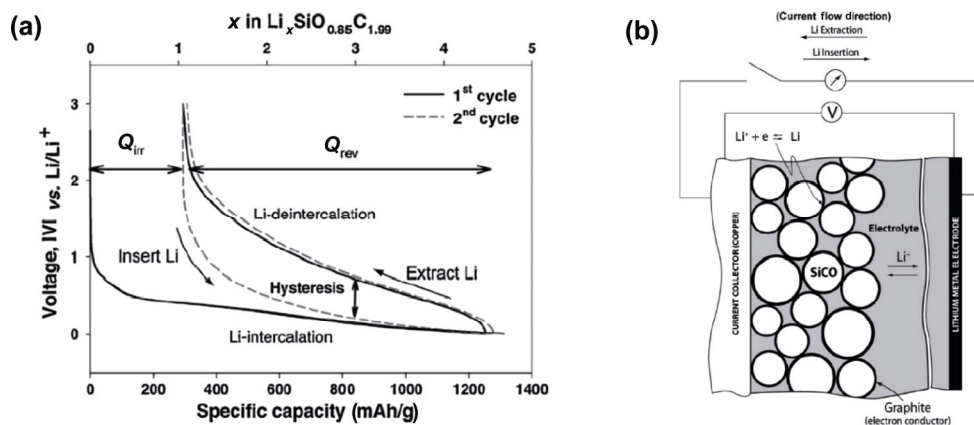 (a)
x in LiₓSiO₀.₈₅C₁.₉₉
0 1 2 3 4 5
1ˢᵗ cycle
2ⁿᵈ cycle
Qirr
Qrev
Li-deintercalation
Insert Li
Extract Li
Hysteresis
Li-intercalation
Voltage, [V] vs. Li/Li⁺
3
2
1
0
0 200 400 600 800 1000 1200 1400
Specific capacity (mAh/g)
(b)
(Current flow direction)
Li Extraction
Li Insertion
V
Li⁺ + e = Li
CURRENT COLLECTOR (COPPER)
SiCO
Electrolyte
Li⁺
LITHIUM METAL ELECTRODE
Graphite
(electron conductor)